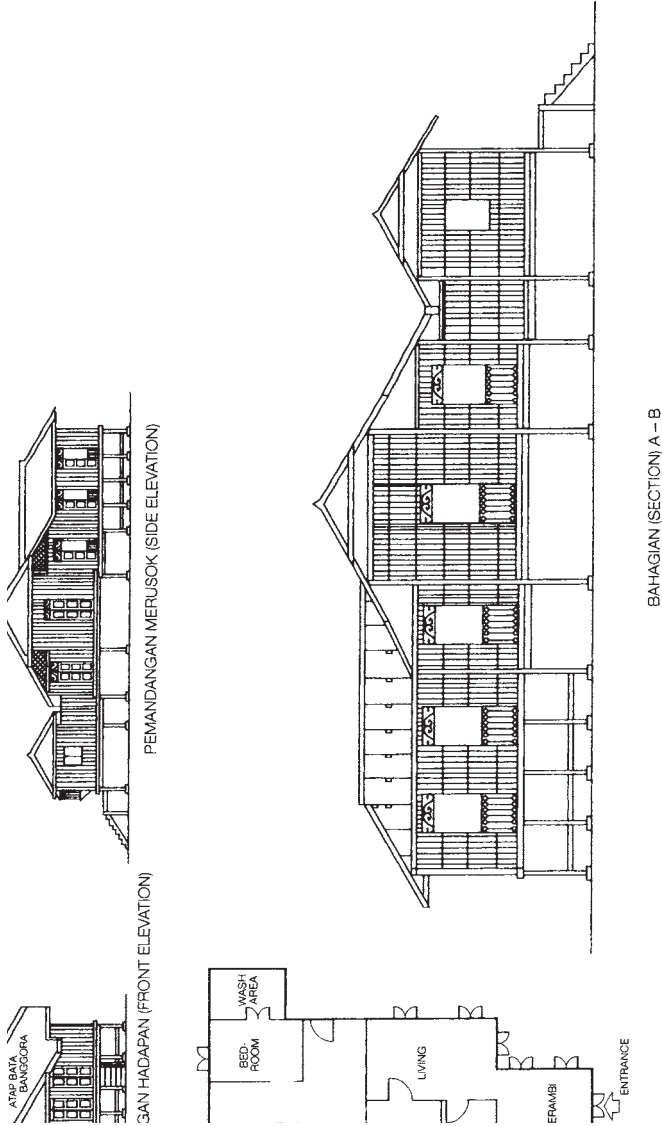 ATAP BATA
BANGGORA
GAN HADAPAN (FRONT ELEVATION)
PEMANDANGAN MERUSOK (SIDE ELEVATION)
WASH
AREA
BED-
ROOM
LIVING
ERAMBI
ENTRANCE
BAHAGIAN (SECTION) A – B